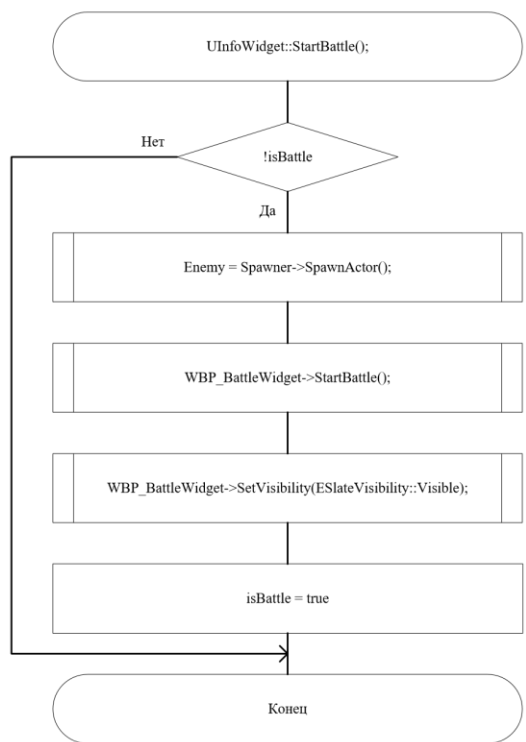 UInfoWidget::StartBattle();
Нет
!isBattle
Да
Enemy = Spawner->SpawnActor();
WBP_BattleWidget->StartBattle();
WBP_BattleWidget->SetVisibility(ESlateVisibility::Visible);
isBattle = true
Конец